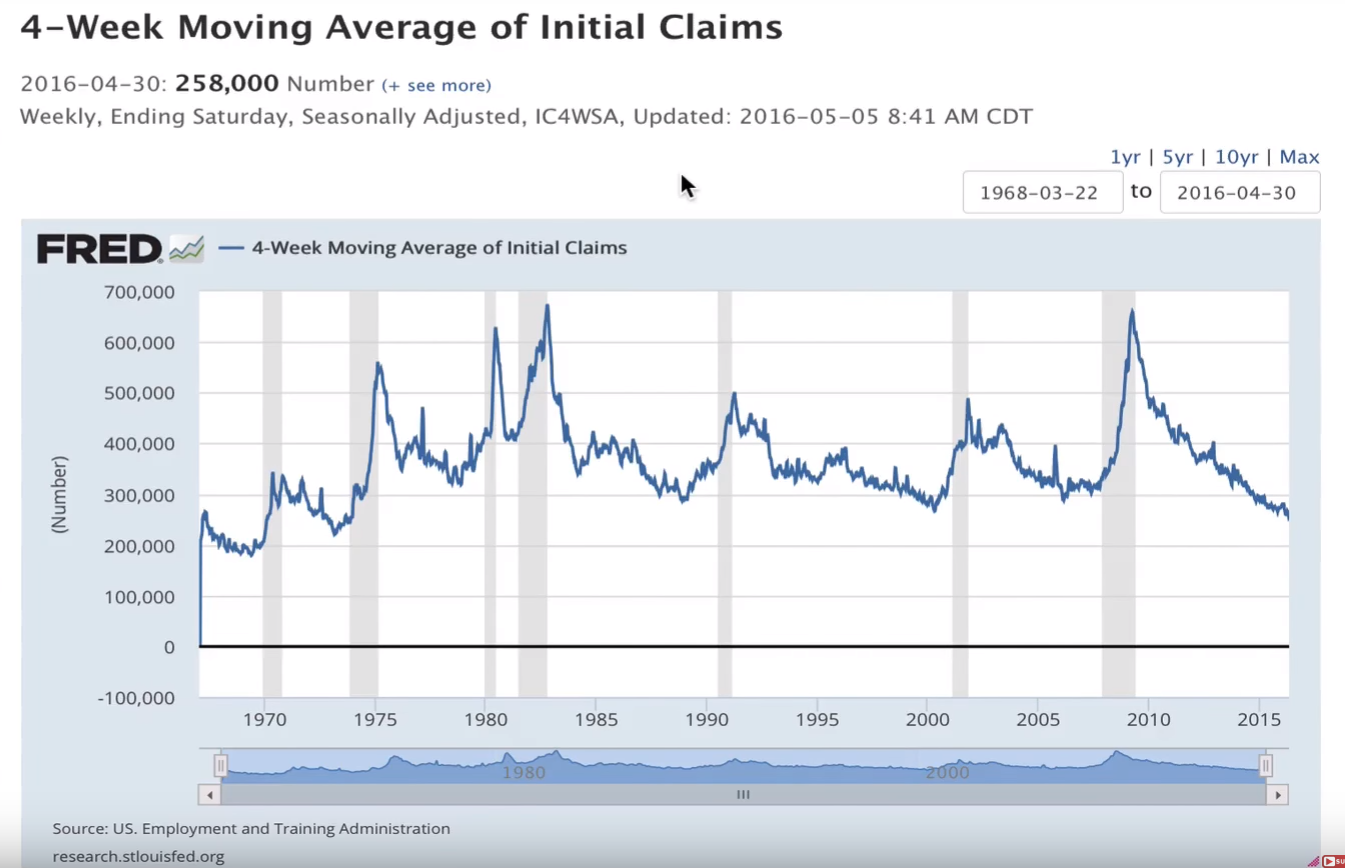 4-Week Moving Average of Initial Claims
2016-04-30: 258,000 Number (+ see more)
Weekly, Ending Saturday, Seasonally Adjusted, IC4WSA, Updated: 2016-05-05 8:41 AM CDT
1yr | 5yr | 10yr | Max
1968-03-22 to 2016-04-30
FRED 4-Week Moving Average of Initial Claims
700,000
600,000
500,000
400,000
300,000
200,000
100,000
0
-100,000
(Number)
1970 1975 1980 1985 1990 1995 2000 2005 2010 2015
1980 2000
Source: US. Employment and Training Administration
research.stlouisfed.org
SU